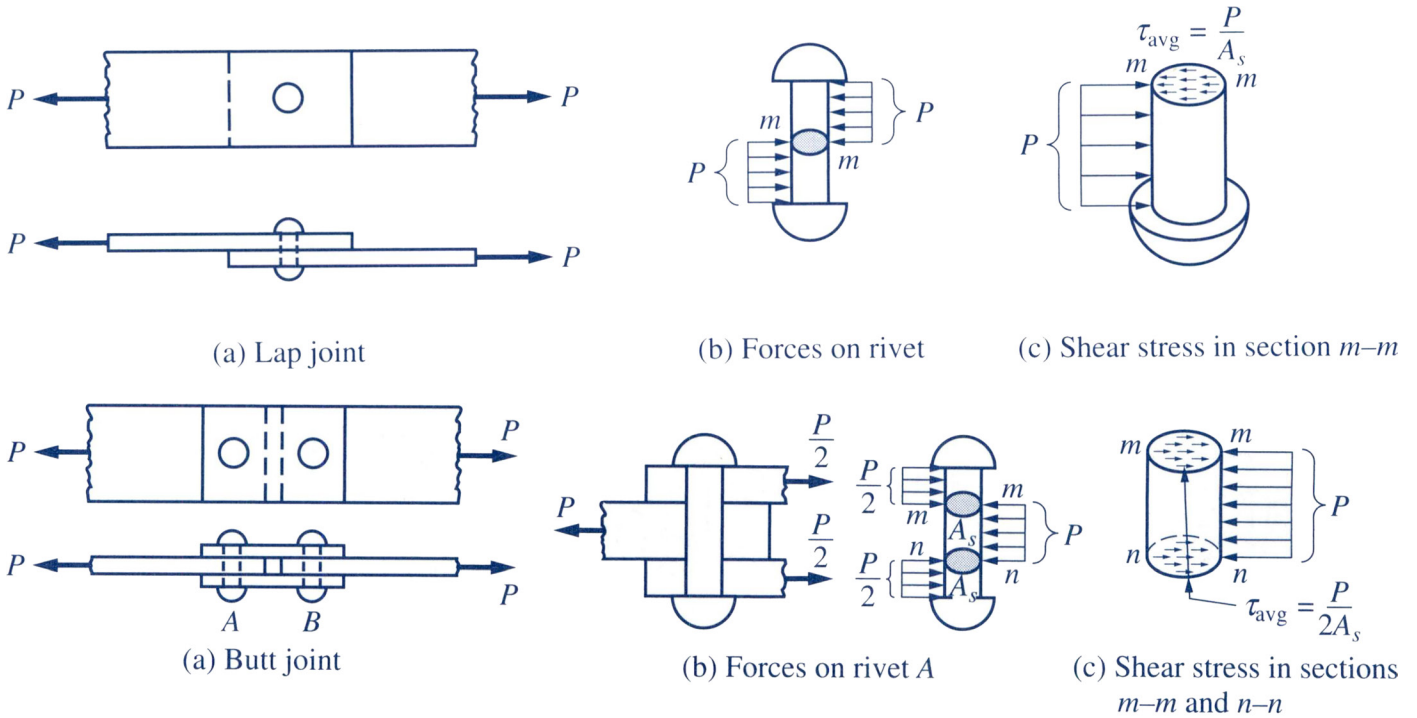 P
P
P
P
(a) Lap joint
m
P
P
m
(b) Forces on rivet
τavg = P/As
m
m
P
(c) Shear stress in section m–m
P
P
P
P
A
B
(a) Butt joint
P
P/2
P/2
P/2
m
m
As
P
n
P/2
n
As
(b) Forces on rivet A
m
m
P
n
n
τavg = P/2As
(c) Shear stress in sections
m–m and n–n